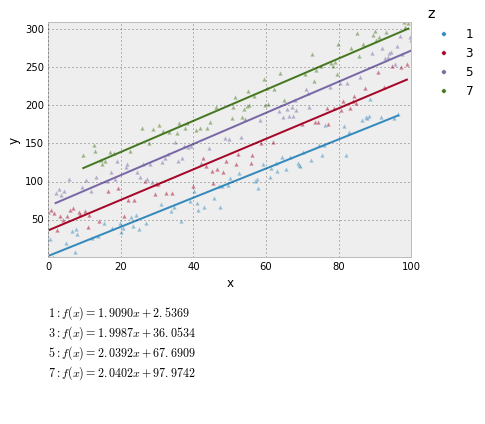 z
1
3
5
7
300
250
200
150
100
50
y
0 20 40 60 80 100
x
1 : f(x) = 1.9090x + 2.5369
3 : f(x) = 1.9987x + 36.0534
5 : f(x) = 2.0392x + 67.6909
7 : f(x) = 2.0402x + 97.9742